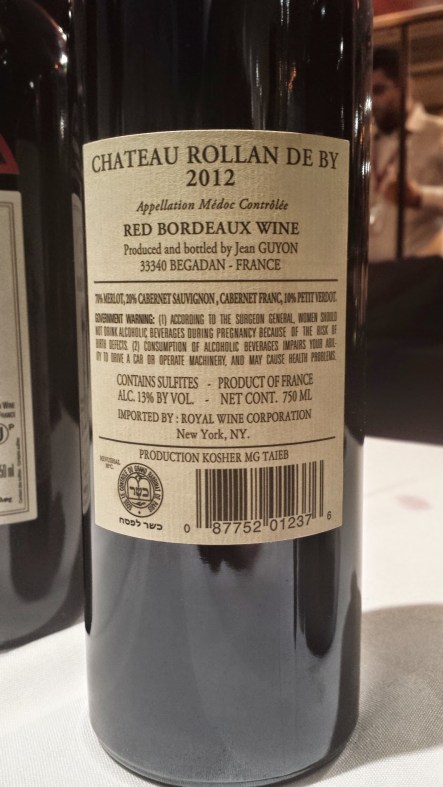 CHATEAU ROLLAN DE BY
2012
Appellation Médoc Contrôlée
RED BORDEAUX WINE
Produced and bottled by Jean GUYON
33340 BEGADAN - FRANCE
70% MERLOT, 20% CABERNET SAUVIGNON , CABERNET FRANC, 10% PETIT VERDOT.
GOVERNMENT WARNING: (1) ACCORDING TO THE SURGEON GENERAL, WOMEN SHOULD
NOT DRINK ALCOHOLIC BEVERAGES DURING PREGNANCY BECAUSE OF THE RISK OF
BIRTH DEFECTS. (2) CONSUMPTION OF ALCOHOLIC BEVERAGES IMPAIRS YOUR ABI-
ITY TO DRIVE A CAR OR OPERATE MACHINERY, AND MAY CAUSE HEALTH PROBLEMS.
CONTAINS SULFITES - PRODUCT OF FRANCE
ALC. 13% BY VOL. - NET CONT. 750 ML
IMPORTED BY : ROYAL WINE CORPORATION
New York, NY.
PRODUCTION KOSHER MG TAIEB
כשר
כשר לפסח
0 87752 01237 6